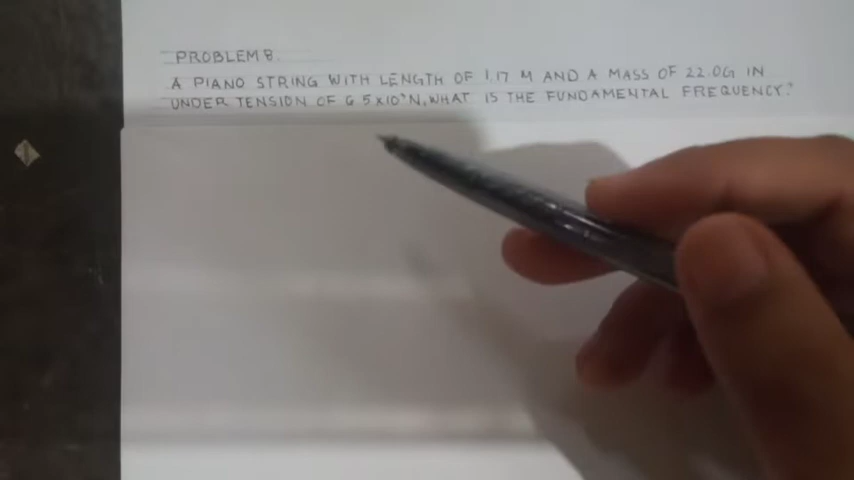 PROBLEM 8.
A PIANO STRING WITH LENGTH OF 1.17 M AND A MASS OF 22.0G IN
UNDER TENSION OF 6 5X10 N, WHAT IS THE FUNDAMENTAL FREQUENCY?